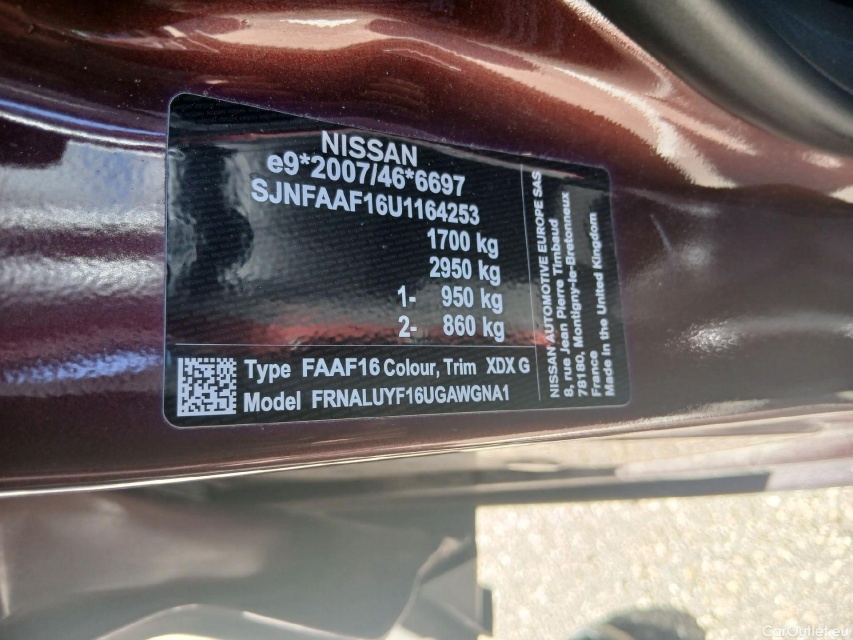 NISSAN
e9*2007/46*6697
SJNFAAF16U1164253
1700 kg
2950 kg
1- 950 kg
2- 860 kg
Type FAAF16 Colour, Trim XDX G
Model FRNALUYF16UGAWGNA1
NISSAN AUTOMOTIVE EUROPE SAS
8, rue Jean Pierre Timbaud
78180, Montigny-le-Bretonneux
France
Made in the United Kingdom
CarOutlet.eu